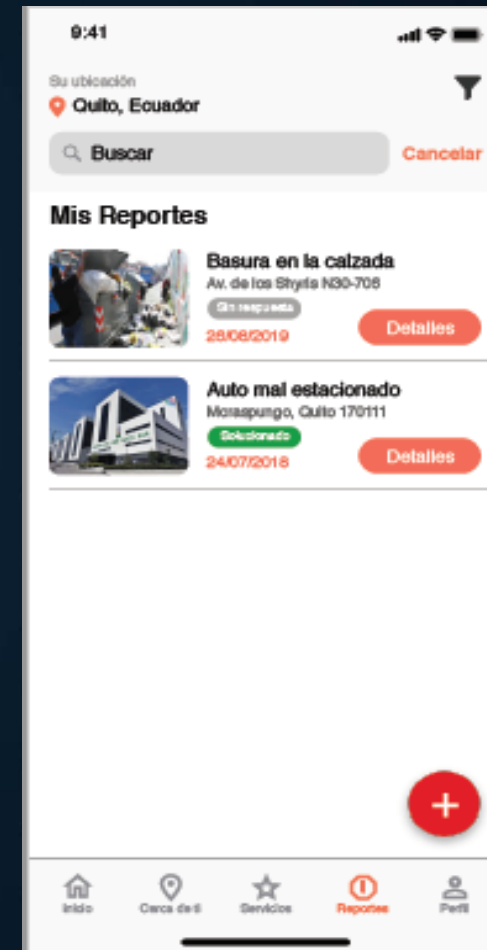 9:41
Su ubicación
Quito, Ecuador
Buscar
Cancelar
Mis Reportes
Basura en la calzada
Av. de los Shyris N30-708
Sin respuesta
28/08/2019
Detalles
Auto mal estacionado
Moraspungo, Quito 170111
Solucionado
24/07/2018
Detalles
+
Inicio
Cerca de ti
Servicios
Reportes
Perfil